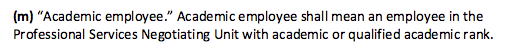 (m) “Academic employee.” Academic employee shall mean an employee in the
Professional Services Negotiating Unit with academic or qualified academic rank.